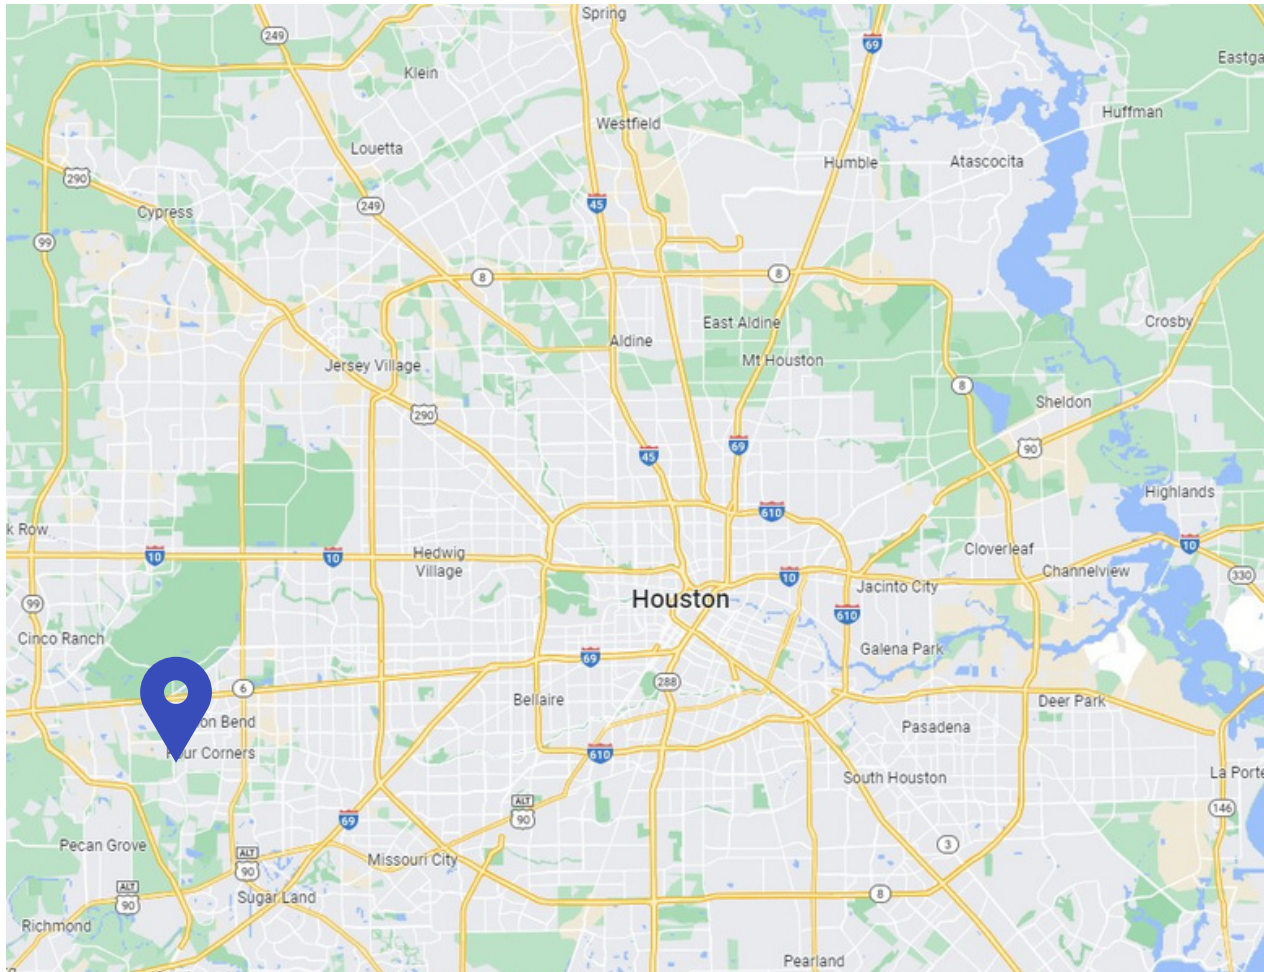 Spring
249
69
Eastga
Klein
Huffman
Westfield
Louetta
Humble
Atascocita
290
45
249
Cypress
99
8
8
East Aldine
Crosby
Aldine
Mt Houston
Jersey Village
8
Sheldon
290
69
90
45
Highlands
610
k Row
10
10
Hedwig
Village
Cloverleaf
10
Channelview
10
Jacinto City
330
Houston
99
610
Cinco Ranch
Galena Park
69
288
6
Bellaire
Deer Park
on Bend
Pasadena
our Corners
610
South Houston
La Porte
ALT
90
146
69
Pecan Grove
3
ALT
90
Missouri City
ALT
90
Sugar Land
8
Richmond
Pearland